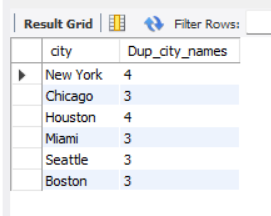 Result Grid Filter Rows:
city Dup_city_names
New York 4
Chicago 3
Houston 4
Miami 3
Seattle 3
Boston 3